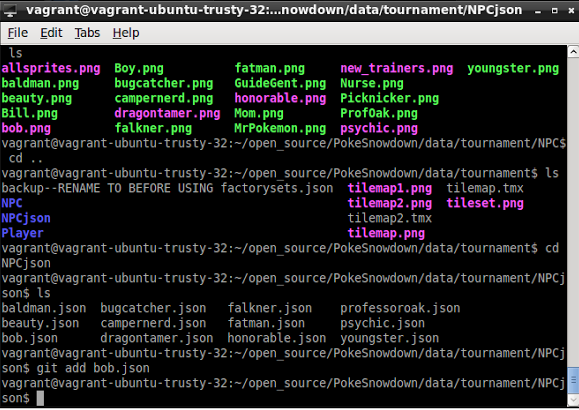 vagrant@vagrant-ubuntu-trusty-32:...nowdown/data/tournament/NPCjson
File Edit Tabs Help
ls
allsprites.png Boy.png fatman.png new_trainers.png youngster.png
baldman.png bugcatcher.png GuideGent.png Nurse.png
beauty.png campernerd.png honorable.png Picknicker.png
Bill.png dragontamer.png Mom.png ProfOak.png
bob.png falkner.png MrPokemon.png psychic.png
vagrant@vagrant-ubuntu-trusty-32:~/open_source/PokeSnowdown/data/tournament/NPC$
cd ..
vagrant@vagrant-ubuntu-trusty-32:~/open_source/PokeSnowdown/data/tournament$ ls
backup--RENAME TO BEFORE USING factorysets.json tilemap1.png tilemap.tmx
NPC tilemap2.png tileset.png
NPCjson tilemap2.tmx
Player tilemap.png
vagrant@vagrant-ubuntu-trusty-32:~/open_source/PokeSnowdown/data/tournament$ cd
NPCjson
vagrant@vagrant-ubuntu-trusty-32:~/open_source/PokeSnowdown/data/tournament/NPCj
son$ ls
baldman.json bugcatcher.json falkner.json professoroak.json
beauty.json campernerd.json fatman.json psychic.json
bob.json dragontamer.json honorable.json youngster.json
vagrant@vagrant-ubuntu-trusty-32:~/open_source/PokeSnowdown/data/tournament/NPCj
son$ git add bob.json
vagrant@vagrant-ubuntu-trusty-32:~/open_source/PokeSnowdown/data/tournament/NPCj
son$